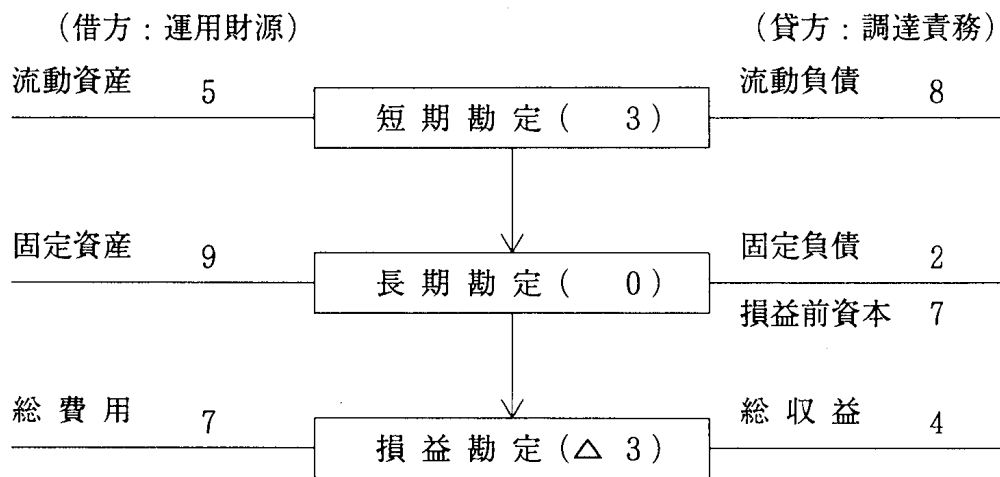 (借方:運用財源) (貸方:調達責務)
流動資産 5 短期勘定( 3) 流動負債 8
固定資産 9 長期勘定( 0) 固定負債 2
損益前資本 7
総費用 7 損益勘定(△ 3) 総収益 4